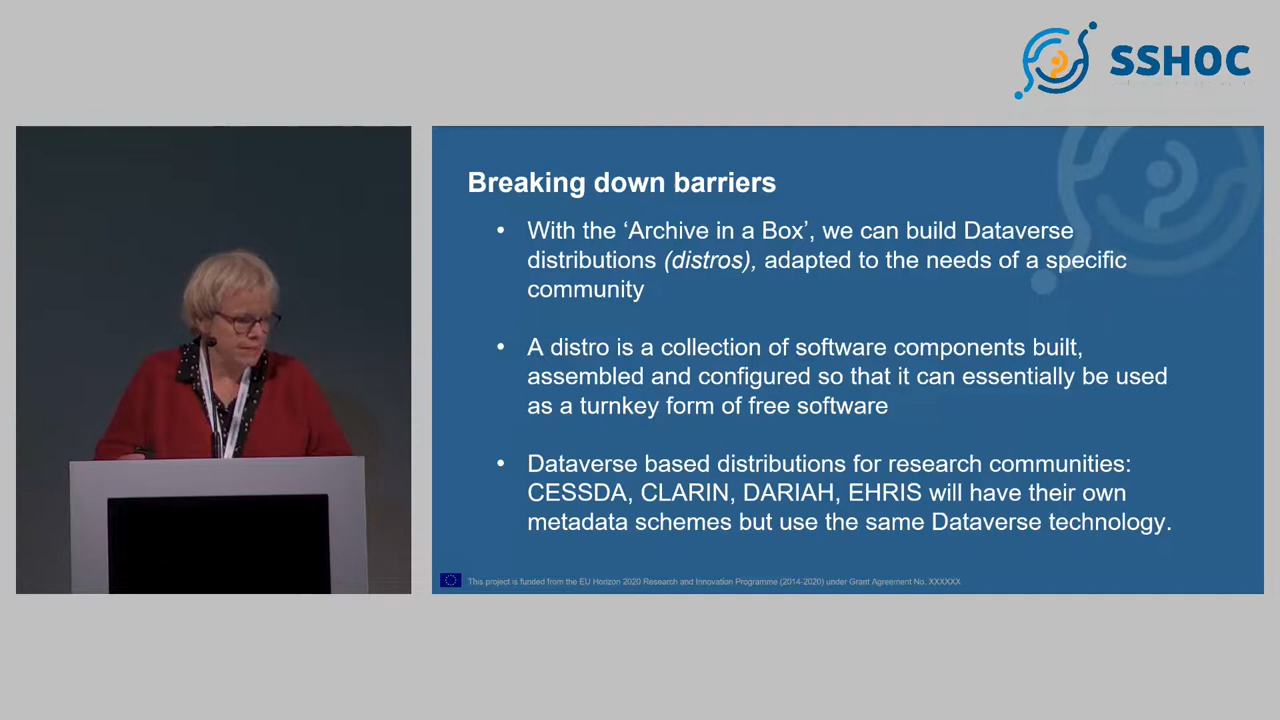 SSHOC
Breaking down barriers
• With the ‘Archive in a Box’, we can build Dataverse
distributions (distros), adapted to the needs of a specific
community
• A distro is a collection of software components built,
assembled and configured so that it can essentially be used
as a turnkey form of free software
• Dataverse based distributions for research communities:
CESSDA, CLARIN, DARIAH, EHRIS will have their own
metadata schemes but use the same Dataverse technology.
This project is funded from the EU Horizon 2020 Research and Innovation Programme (2014-2020) under Grant Agreement No. XXXXXX